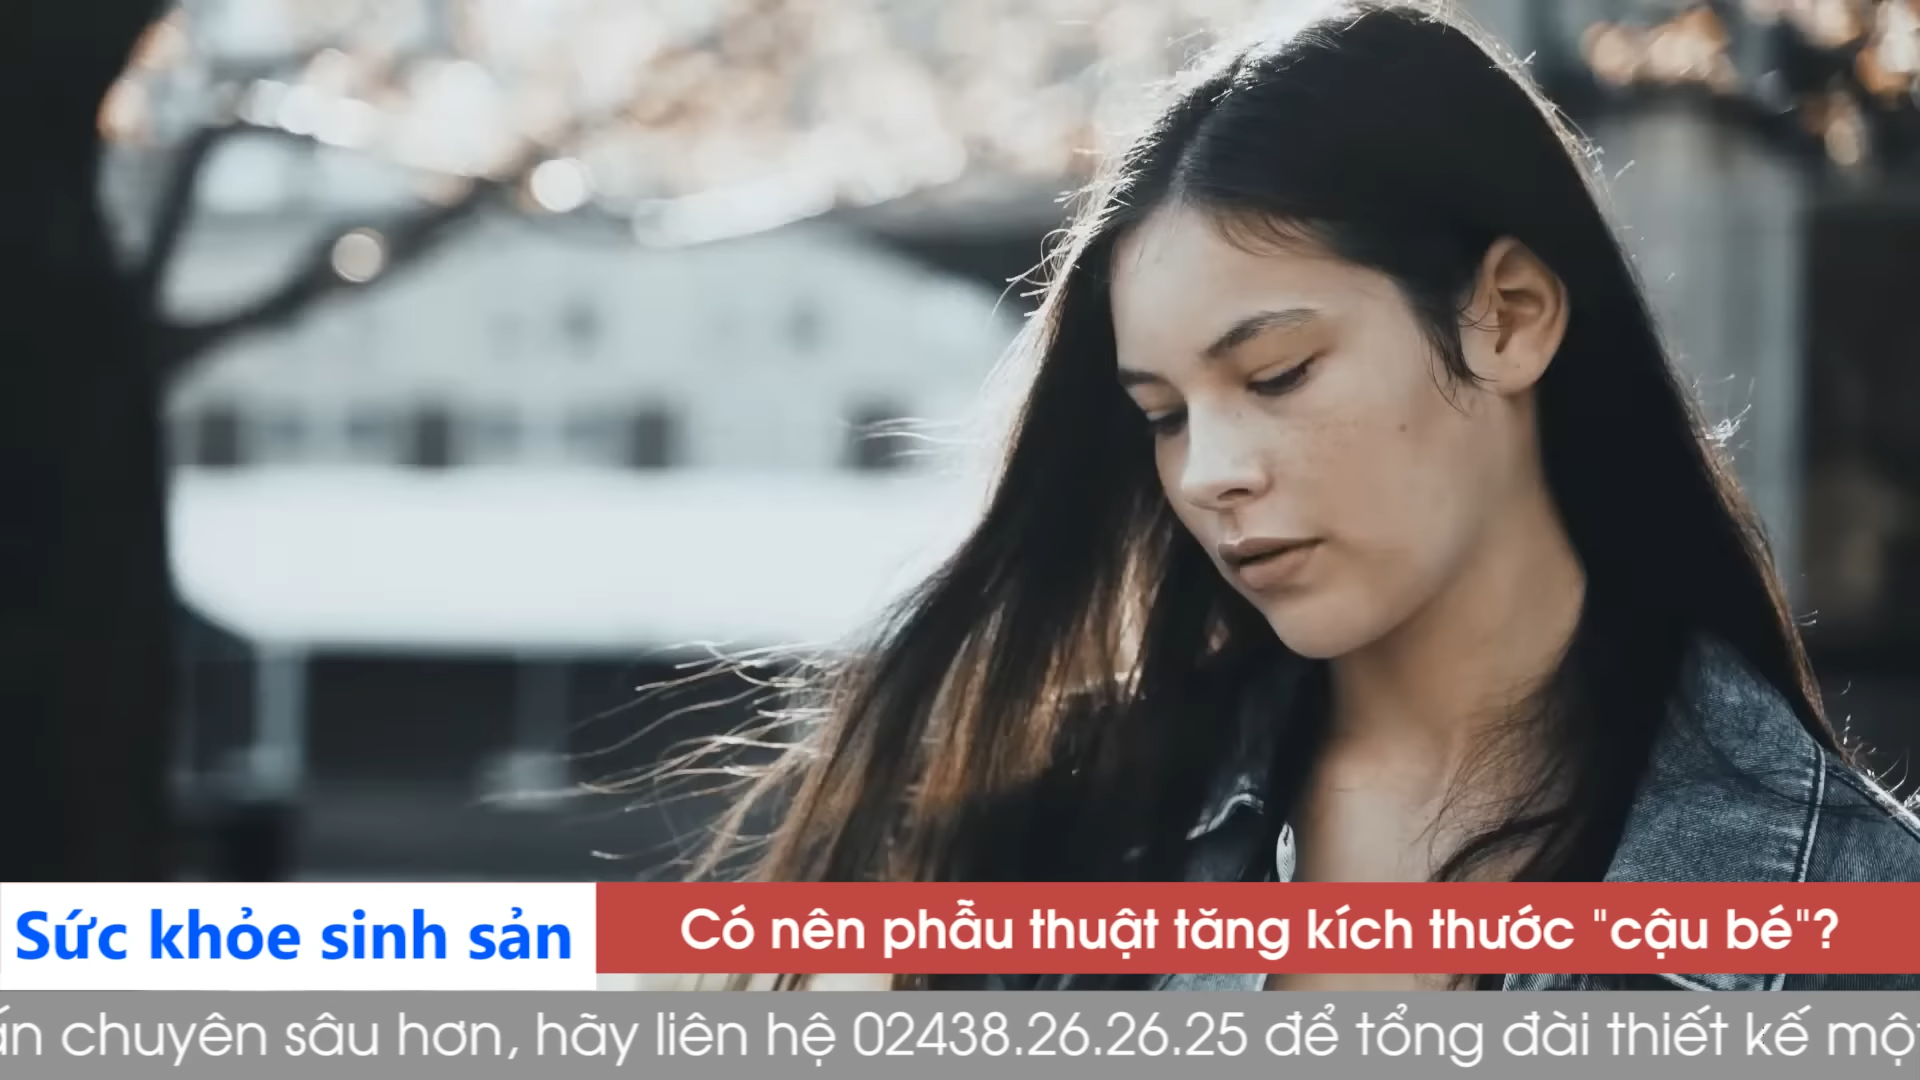 Sức khỏe sinh sản
Có nên phẫu thuật tăng kích thước "cậu bé"?
chuyên sâu hơn, hãy liên hệ 02438.26.26.25 để tổng đài thiết kế